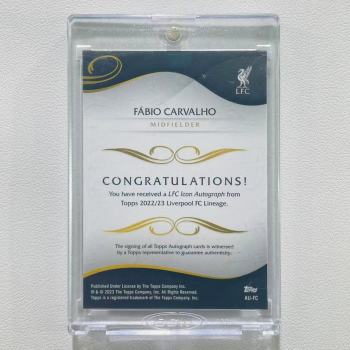 LFC
FÁBIO CARVALHO
MIDFIELDER
CONGRATULATIONS!
You have received a LFC Icon Autograph from
Topps 2022/23 Liverpool FC Lineage.
The signing of all Topps Autograph cards is witnessed
by a Topps representative to guarantee authenticity.
Published Under License by The Topps Company, Inc.
® & © 2023 The Topps Company, Inc. All Rights Reserved.
Topps is a registered trademark of The Topps Company, Inc.
Topps
AU-FC